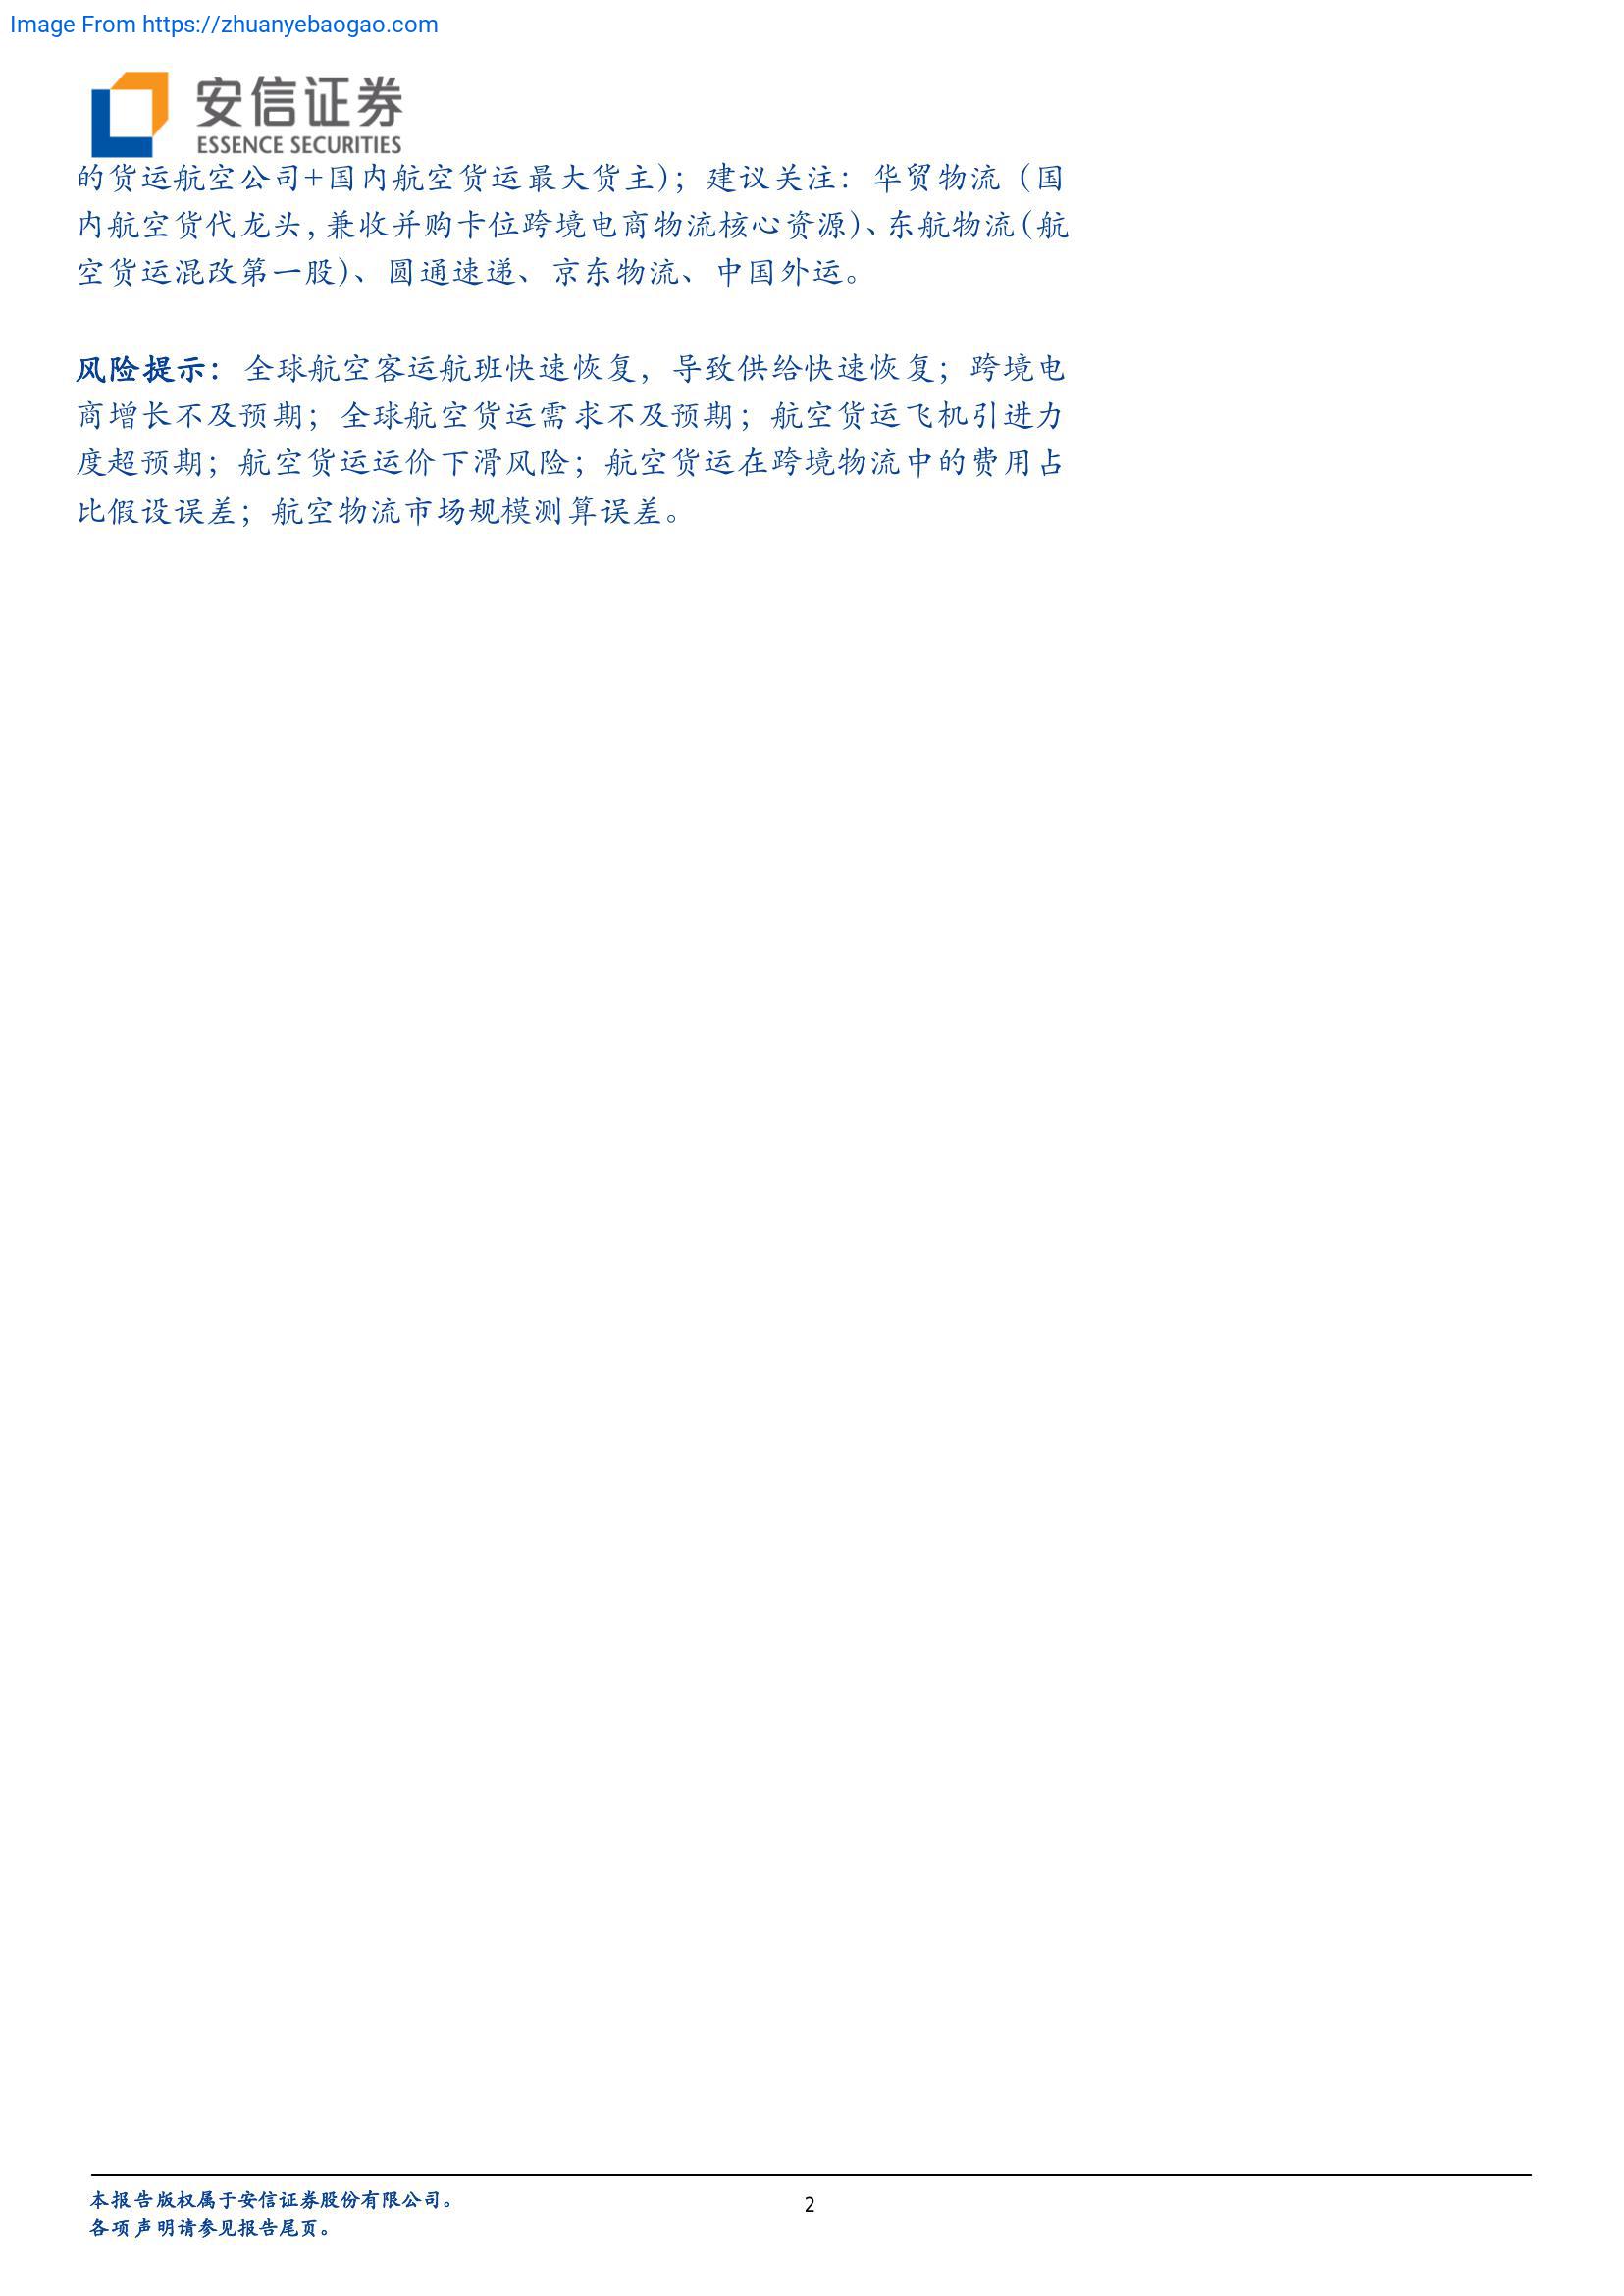 Image From https://zhuanyebaogao.com
安信证券
ESSENCE SECURITIES
的货运航空公司+国内航空货运最大货主)；建议关注：华贸物流（国
内航空货代龙头，兼收并购卡位跨境电商物流核心资源）、东航物流（航
空货运混改第一股）、圆通速递、京东物流、中国外运。
风险提示：全球航空客运航班快速恢复，导致供给快速恢复；跨境电
商增长不及预期；全球航空货运需求不及预期；航空货运飞机引进力
度超预期；航空货运运价下滑风险；航空货运在跨境物流中的费用占
比假设误差；航空物流市场规模测算误差。
本报告版权属于安信证券股份有限公司。
2
各项声明请参见报告尾页。